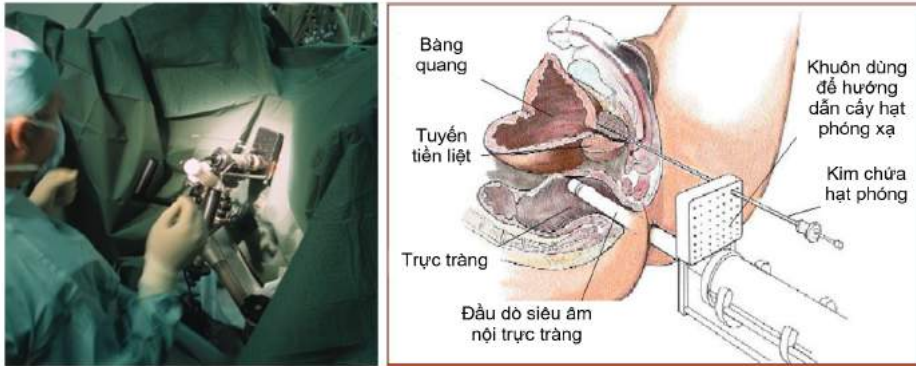 Bàng
quang
Tuyến
tiền liệt
Trực tràng
Đầu dò siêu âm
nội trực tràng
Khuôn dùng
để hướng
dẫn cấy hạt
phóng xạ
Kim chứa
hạt phóng